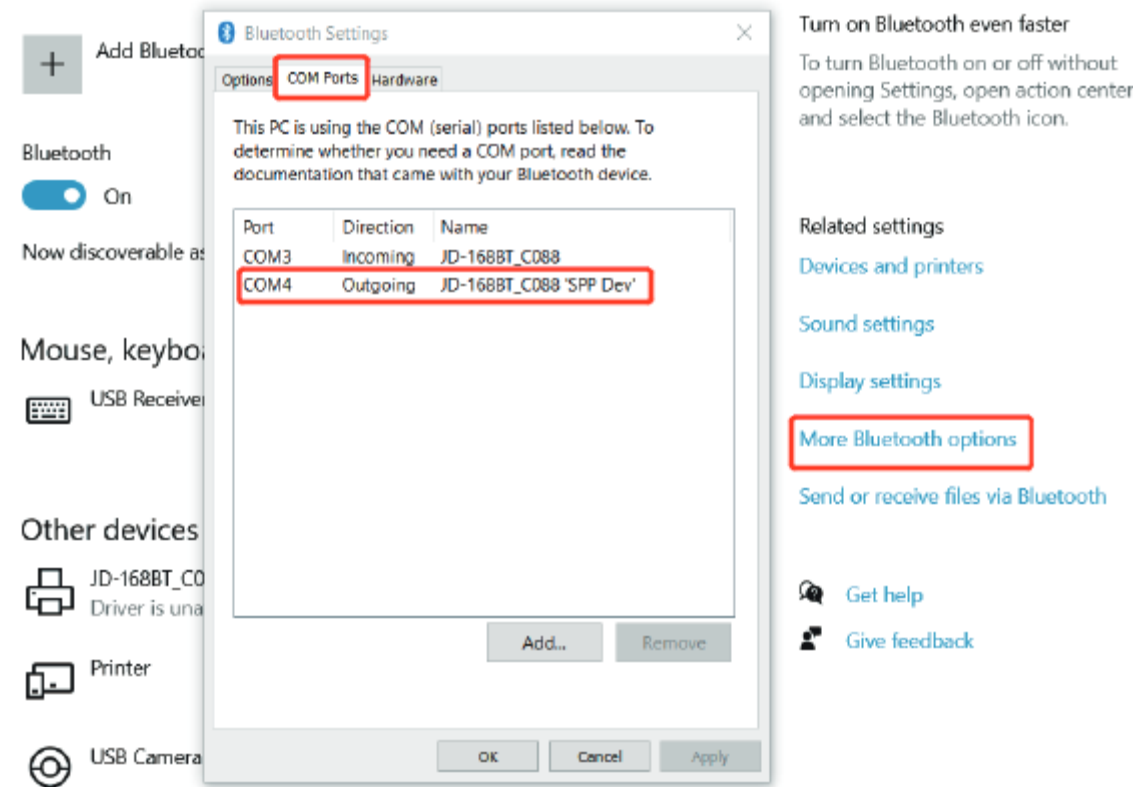 Add Bluetoo
Bluetooth
On
Now discoverable as
Mouse, keyboa
USB Receiver
Other devices
JD-168BT_C0
Driver is una
Printer
USB Camera
Bluetooth Settings
Options COM Ports Hardware
This PC is using the COM (serial) ports listed below. To
determine whether you need a COM port, read the
documentation that came with your Bluetooth device.
Port Direction Name
COM3 Incoming JD-168BT_C088
COM4 Outgoing JD-168BT_C088 'SPP Dev'
Add... Remove
OK Cancel Apply
Turn on Bluetooth even faster
To turn Bluetooth on or off without
opening Settings, open action center
and select the Bluetooth icon.
Related settings
Devices and printers
Sound settings
Display settings
More Bluetooth options
Send or receive files via Bluetooth
Get help
Give feedback